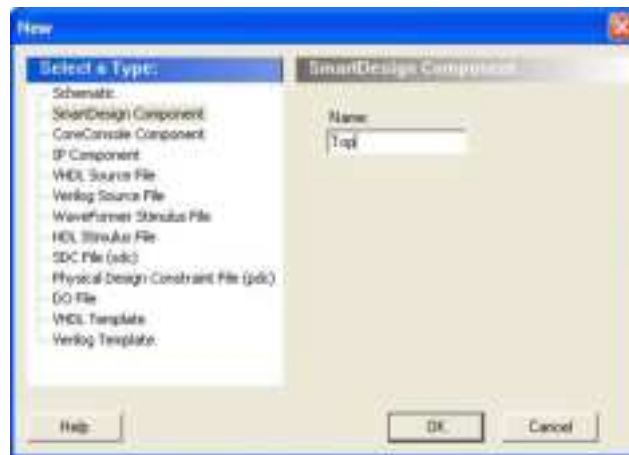 New
Select a Type:
SmartDesign Component
Schematic
SmartDesign Component
CoreConsole Component
IP Component
VHDL Source File
Verilog Source File
WaveFormer Stimulus File
HDL Stimulus File
SDC File (sdc)
Physical Design Constraint File (pdc)
DO File
VHDL Template
Verilog Template
Name:
Top
Help
OK
Cancel